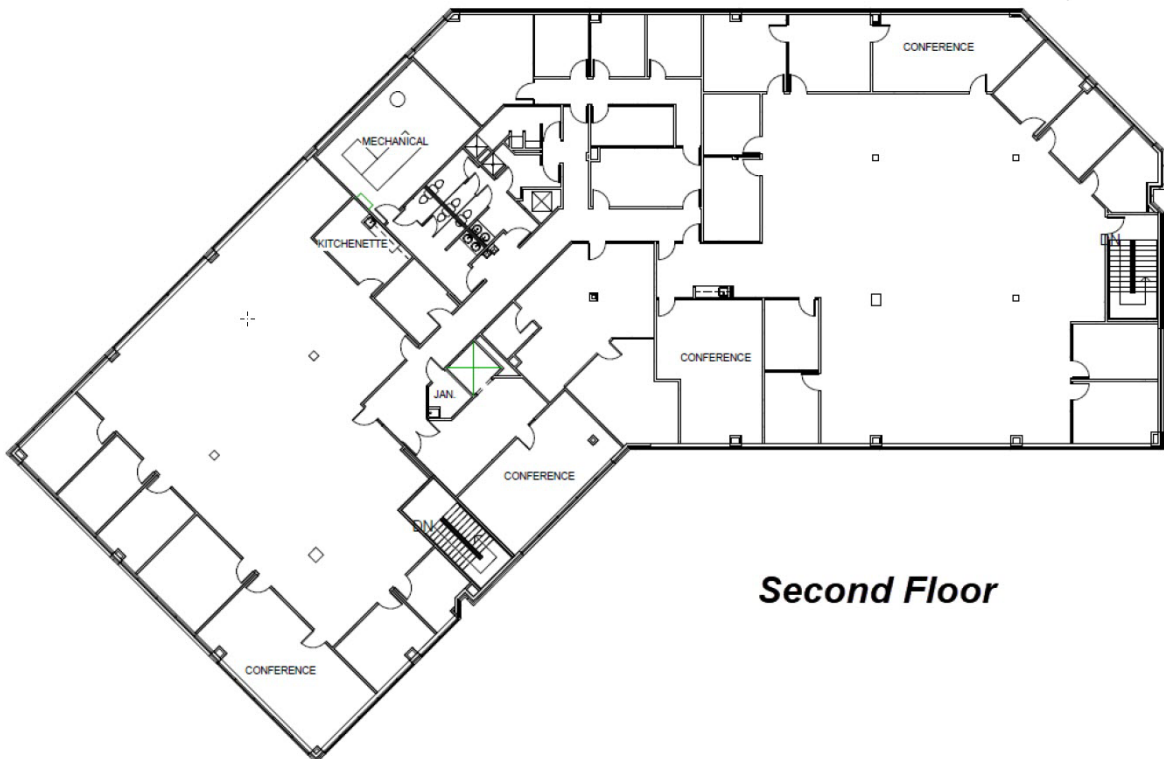 CONFERENCE
MECHANICAL
KITCHENETTE
DN
CONFERENCE
JAN.
CONFERENCE
DN
Second Floor
CONFERENCE